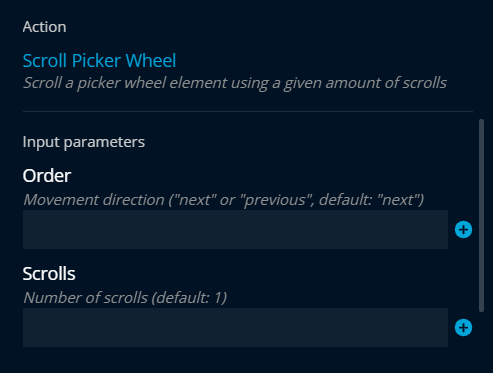 Action
Scroll Picker Wheel
Scroll a picker wheel element using a given amount of scrolls
Input parameters
Order
Movement direction ("next" or "previous", default: "next")
Scrolls
Number of scrolls (default: 1)